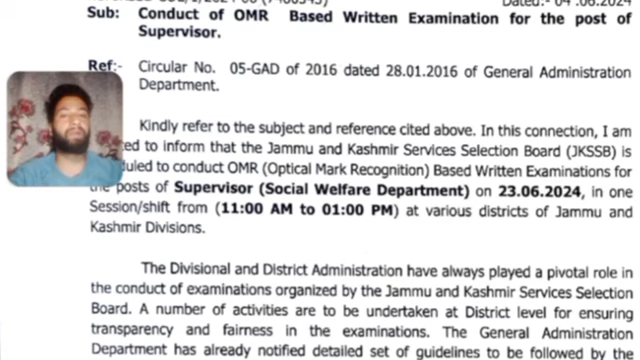 Dated:- 04 .06.2024
Sub: Conduct of OMR Based Written Examination for the post of
Supervisor.
Ref:- Circular No. 05-GAD of 2016 dated 28.01.2016 of General Administration
Department.
Kindly refer to the subject and reference cited above. In this connection, I am
to inform that the Jammu and Kashmir Services Selection Board (JKSSB) is
to conduct OMR (Optical Mark Recognition) Based Written Examinations for
the posts of Supervisor (Social Welfare Department) on 23.06.2024, in one
Session/shift from (11:00 AM to 01:00 PM) at various districts of Jammu and
Kashmir Divisions.
The Divisional and District Administration have always played a pivotal role in
the conduct of examinations organized by the Jammu and Kashmir Services Selection
Board. A number of activities are to be undertaken at District level for ensuring
transparency and fairness in the examinations. The General Administration
Department has already notified detailed set of guidelines to be followed by the